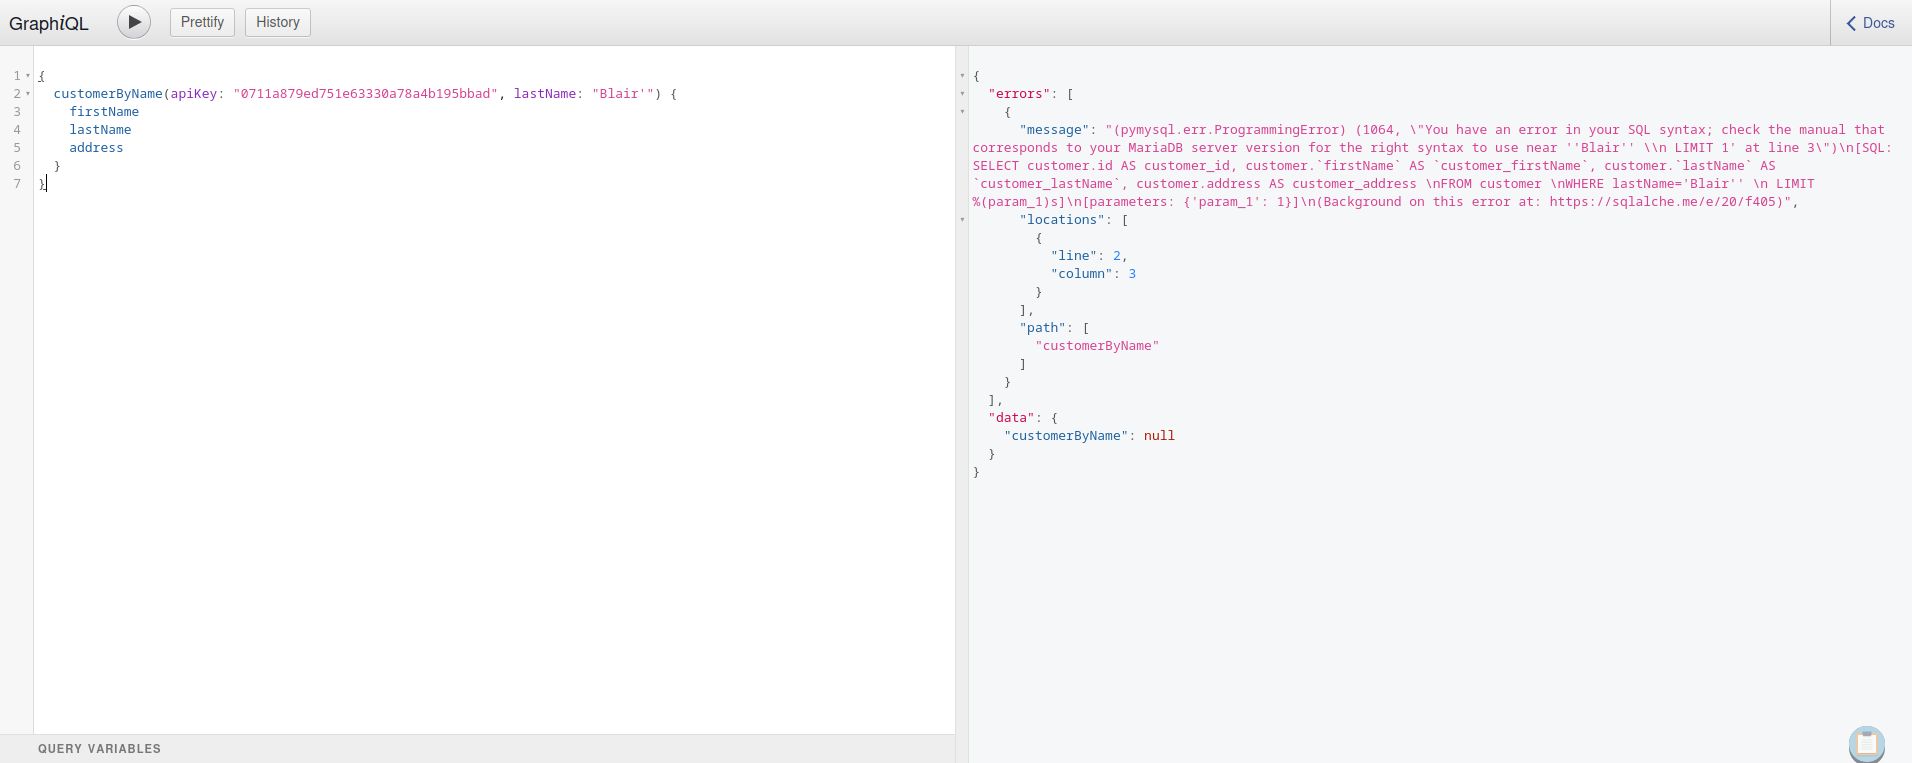 GraphiQL Prettify History Docs
1 {
2 customerByName(apiKey: "0711a879ed751e63330a78a4b195bbad", lastName: "Blair'") {
3 firstName
4 lastName
5 address
6 }
7 }
QUERY VARIABLES
{
"errors": [
{
"message": "(pymysql.err.ProgrammingError) (1064, \"You have an error in your SQL syntax; check the manual that
corresponds to your MariaDB server version for the right syntax to use near ''Blair'' \\n LIMIT 1' at line 3\")\n[SQL:
SELECT customer.id AS customer_id, customer.`firstName` AS `customer_firstName`, customer.`lastName` AS
`customer_lastName`, customer.address AS customer_address \nFROM customer \nWHERE lastName='Blair'' \n LIMIT
%(param_1)s]\n[parameters: {'param_1': 1}]\n(Background on this error at: https://sqlalche.me/e/20/f405)",
"locations": [
{
"line": 2,
"column": 3
}
],
"path": [
"customerByName"
]
}
],
"data": {
"customerByName": null
}
}